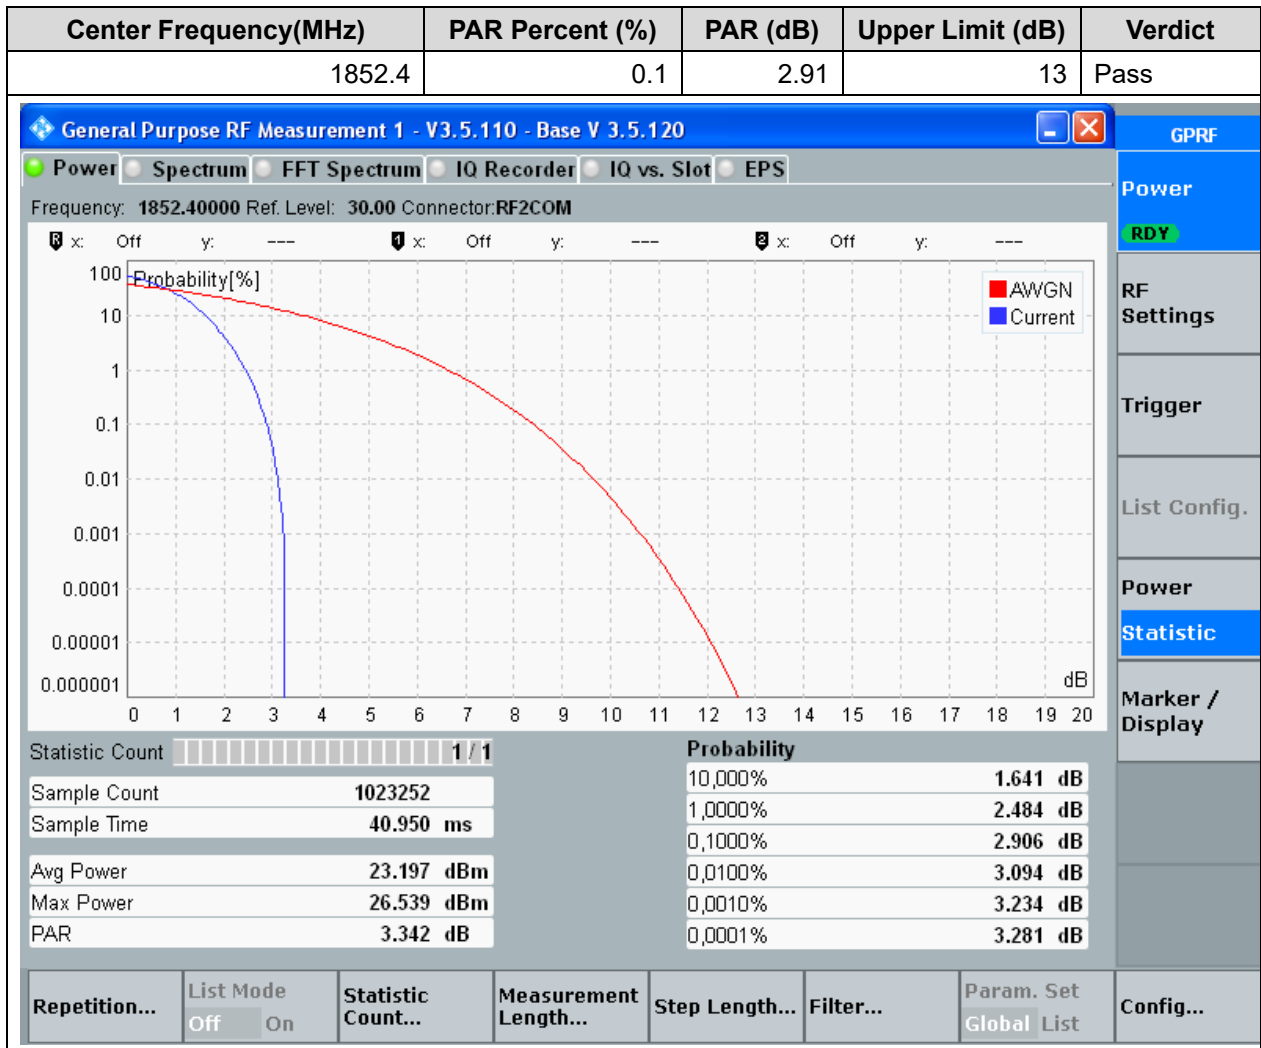 Center Frequency(MHz) PAR Percent (%) PAR (dB) Upper Limit (dB) Verdict
1852.4 0.1 2.91 13 Pass
General Purpose RF Measurement 1 - V3.5.110 - Base V 3.5.120
GPRF
Power Spectrum FFT Spectrum IQ Recorder IQ vs. Slot EPS
Frequency: 1852.40000 Ref. Level: 30.00 Connector:RF2COM
R x: Off y: --- 1 x: Off y: --- 2 x: Off y: ---
Probability[%]
AWGN
Current
100
10
1
0.1
0.01
0.001
0.0001
0.00001
0.000001
dB
0 1 2 3 4 5 6 7 8 9 10 11 12 13 14 15 16 17 18 19 20
Statistic Count 1 / 1
Sample Count 1023252
Sample Time 40.950 ms
Avg Power 23.197 dBm
Max Power 26.539 dBm
PAR 3.342 dB
Probability
10,000% 1.641 dB
1,0000% 2.484 dB
0,1000% 2.906 dB
0,0100% 3.094 dB
0,0010% 3.234 dB
0,0001% 3.281 dB
Power
RDY
RF
Settings
Trigger
List Config.
Power
Statistic
Marker /
Display
Repetition...
List Mode
Off On
Statistic
Count...
Measurement
Length...
Step Length...
Filter...
Param. Set
Global List
Config...